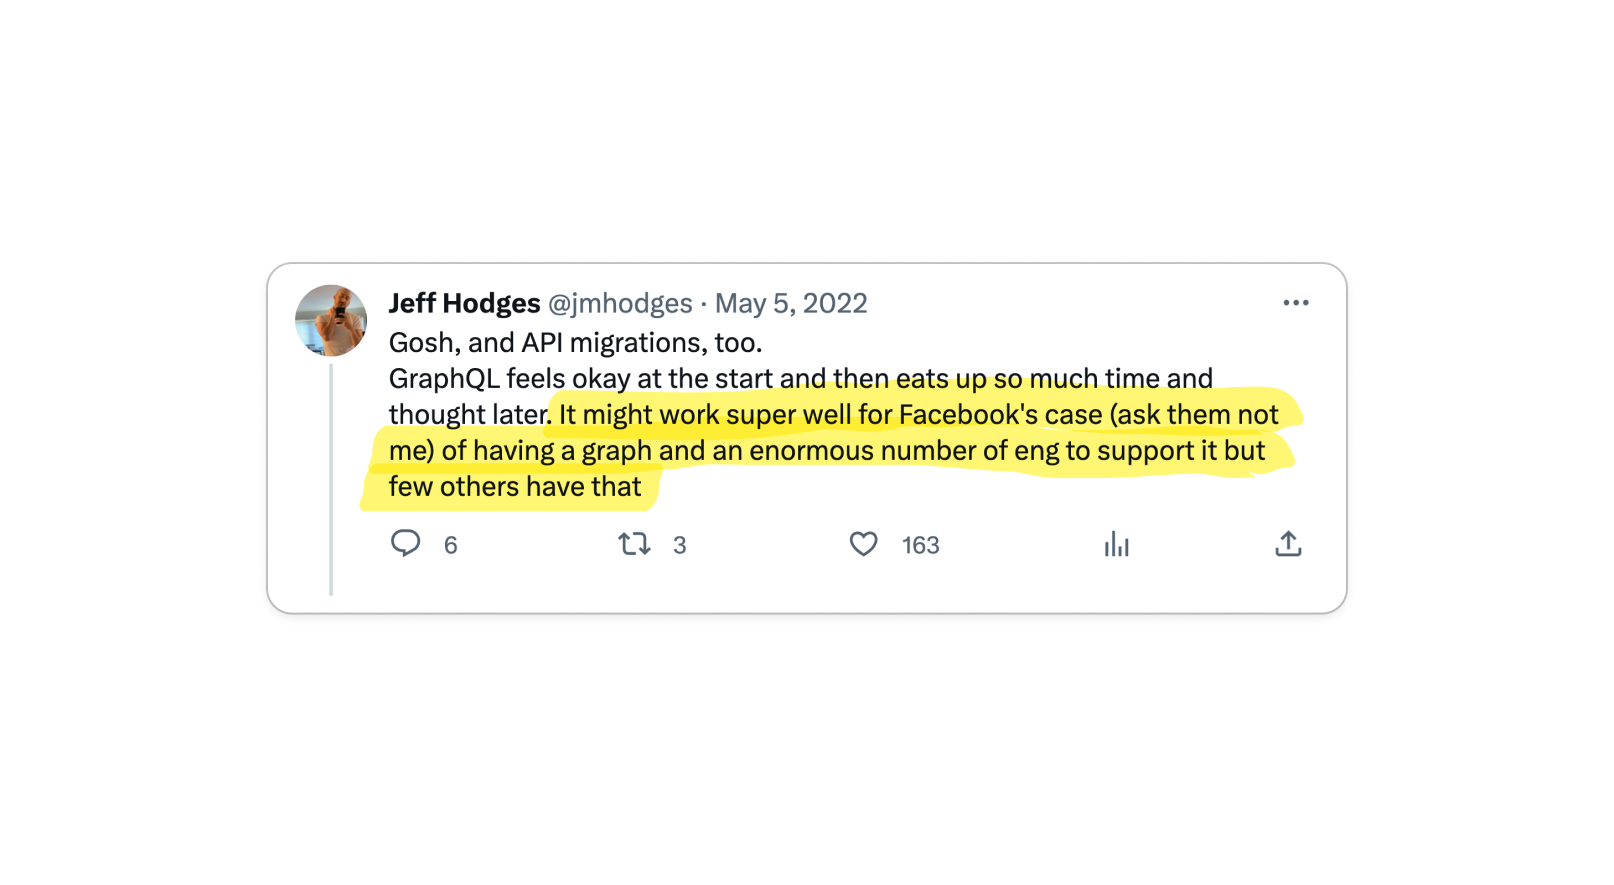 Jeff Hodges @jmhodges · May 5, 2022
Gosh, and API migrations, too.
GraphQL feels okay at the start and then eats up so much time and
thought later. It might work super well for Facebook's case (ask them not
me) of having a graph and an enormous number of eng to support it but
few others have that
6 3 163